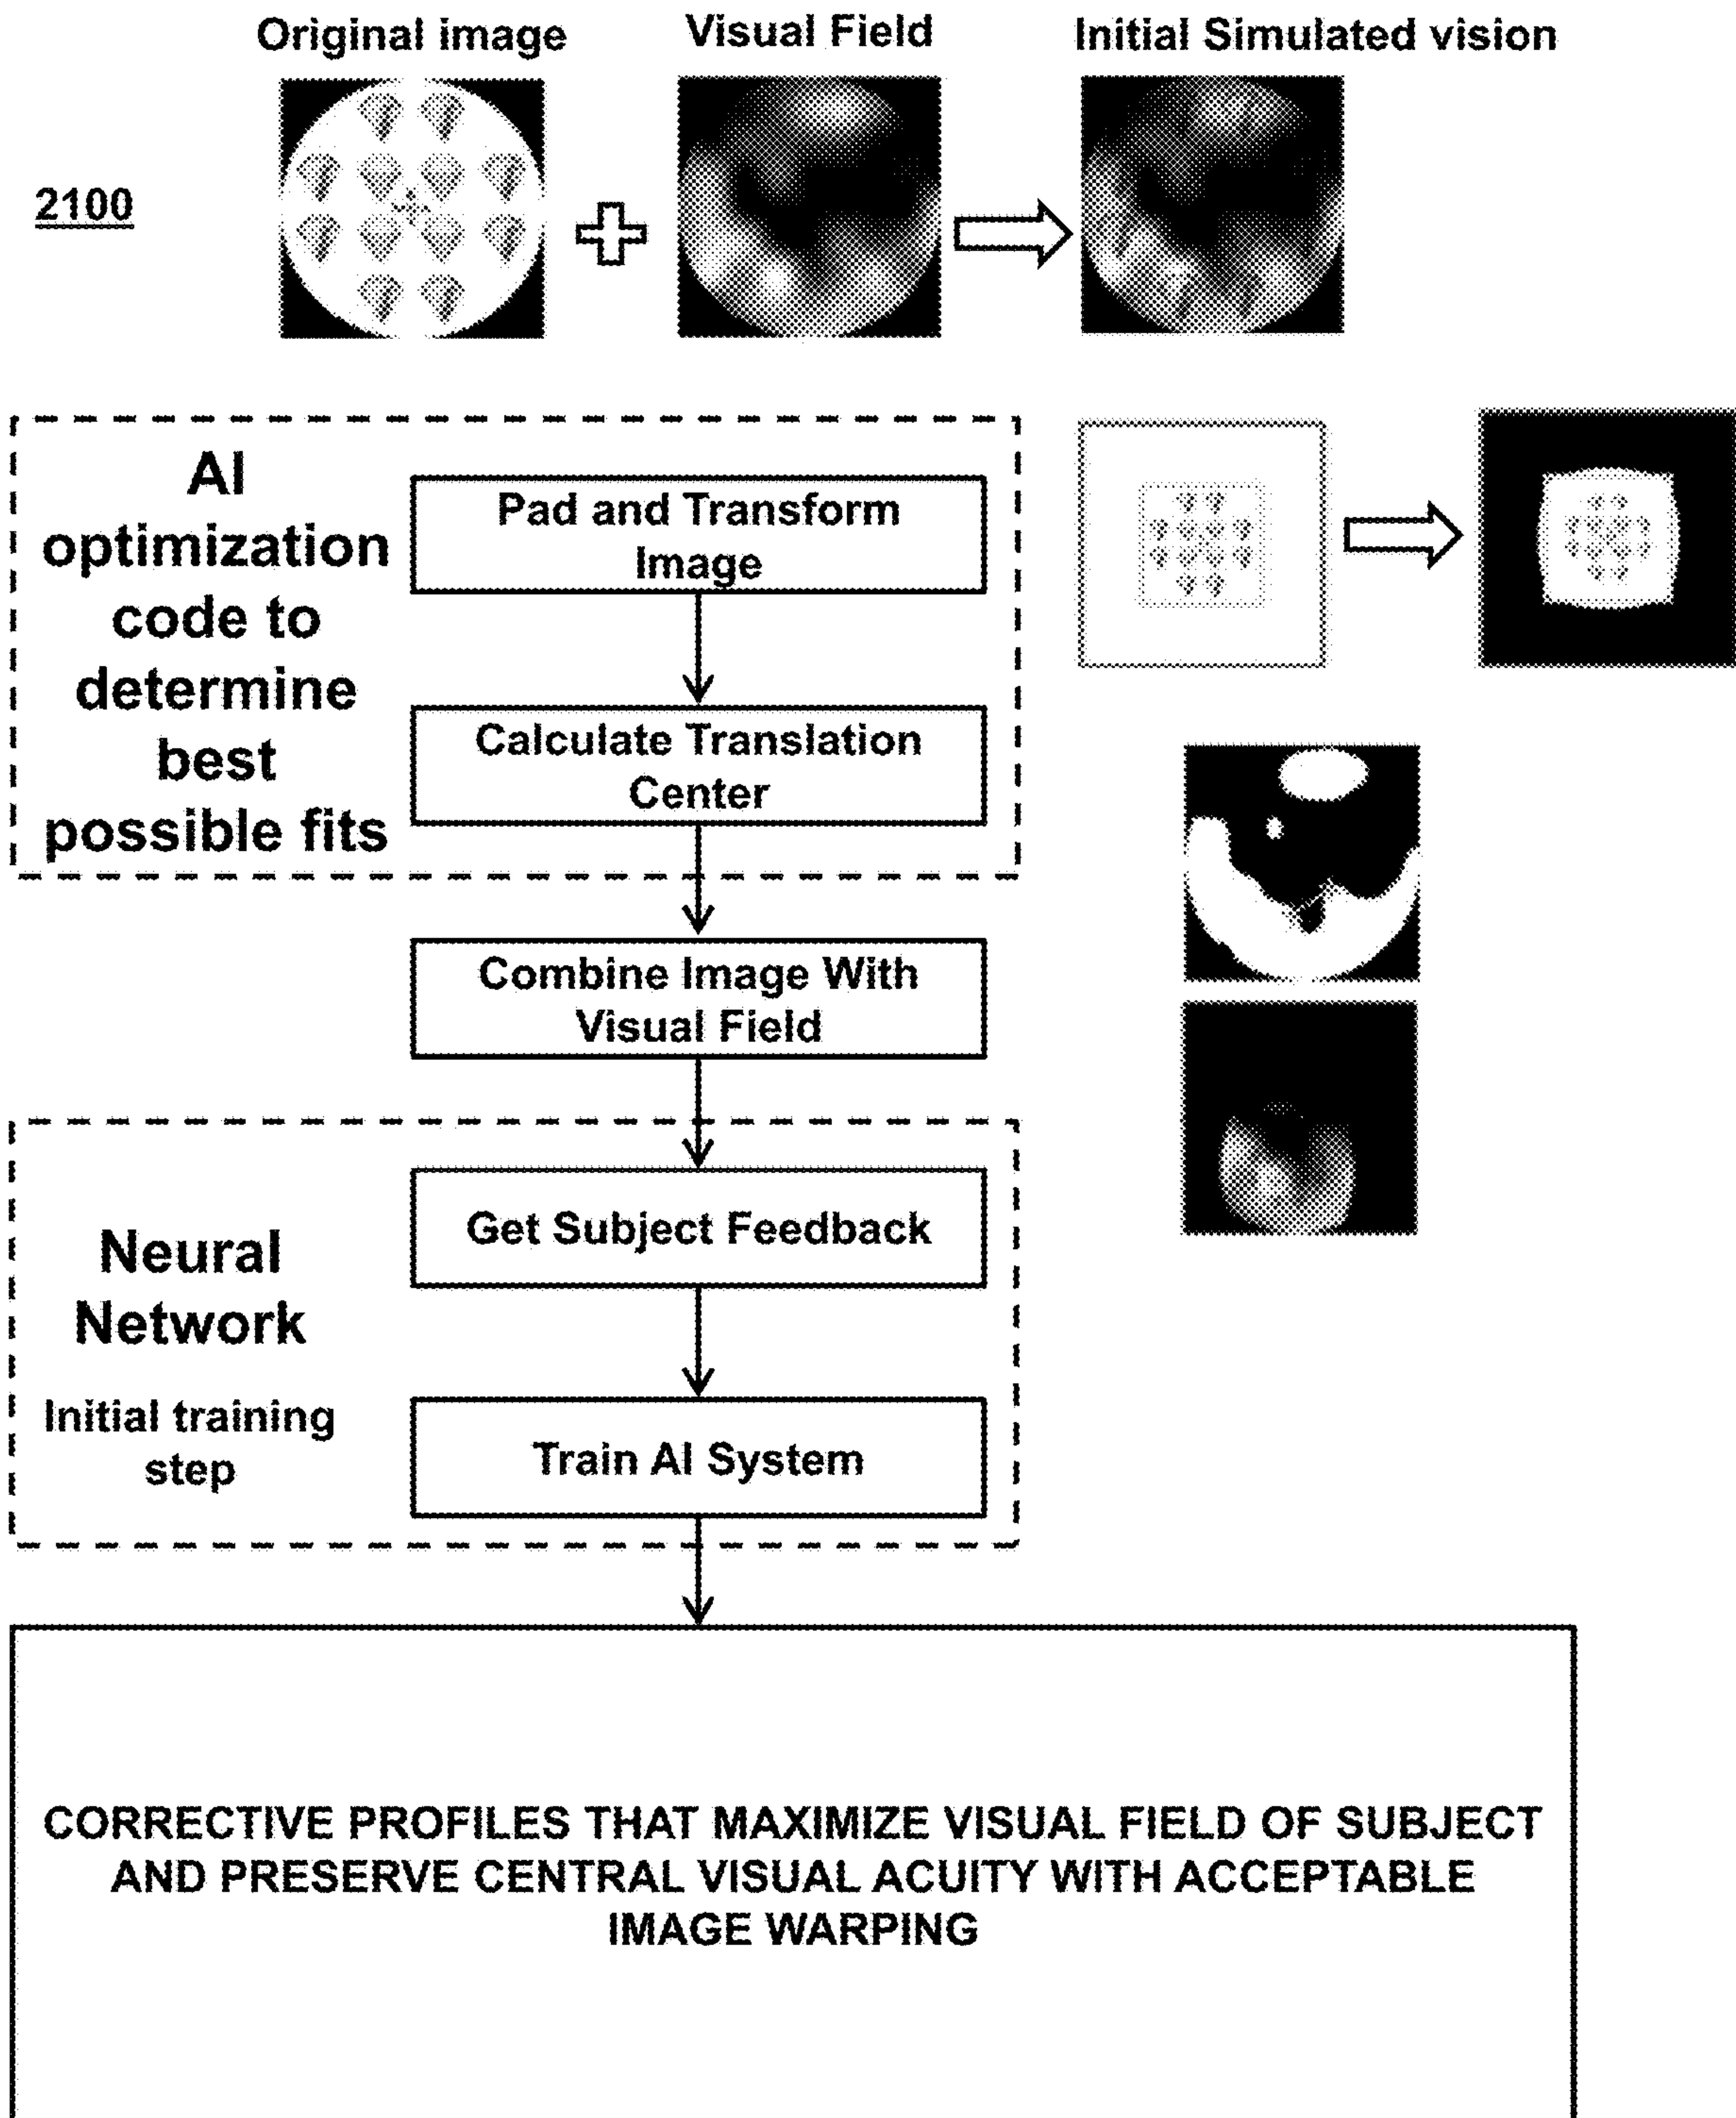 Original image
Visual Field
Initial Simulated vision
2100
AI
optimization
code to
determine
best
possible fits
Pad and Transform
Image
Calculate Translation
Center
Combine Image With
Visual Field
Neural
Network
Initial training
step
Get Subject Feedback
Train AI System
CORRECTIVE PROFILES THAT MAXIMIZE VISUAL FIELD OF SUBJECT
AND PRESERVE CENTRAL VISUAL ACUITY WITH ACCEPTABLE
IMAGE WARPING